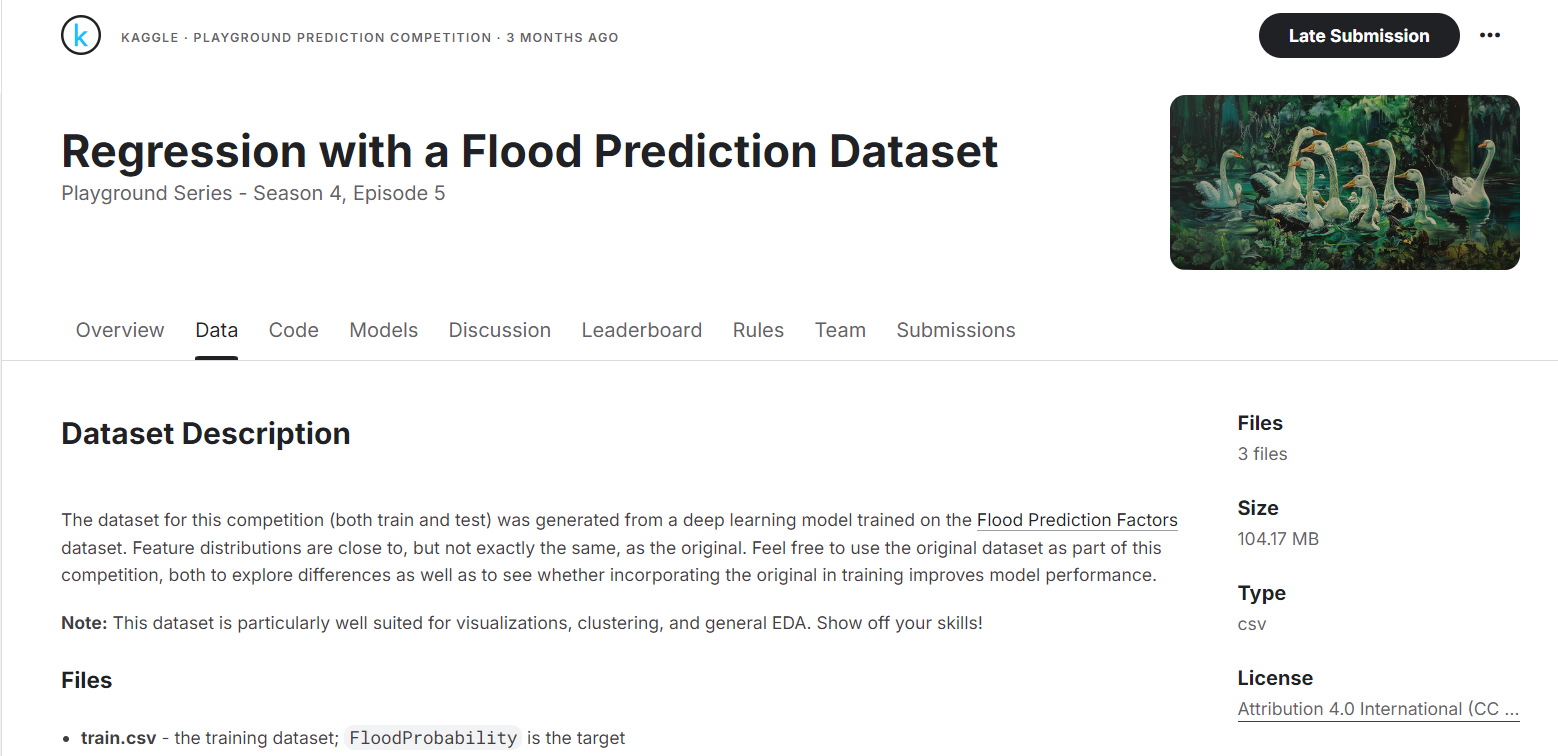 k KAGGLE · PLAYGROUND PREDICTION COMPETITION · 3 MONTHS AGO
Late Submission
Regression with a Flood Prediction Dataset
Playground Series - Season 4, Episode 5
Overview Data Code Models Discussion Leaderboard Rules Team Submissions
Dataset Description
The dataset for this competition (both train and test) was generated from a deep learning model trained on the Flood Prediction Factors
dataset. Feature distributions are close to, but not exactly the same, as the original. Feel free to use the original dataset as part of this
competition, both to explore differences as well as to see whether incorporating the original in training improves model performance.
Note: This dataset is particularly well suited for visualizations, clustering, and general EDA. Show off your skills!
Files
• train.csv - the training dataset; FloodProbability is the target
Files
3 files
Size
104.17 MB
Type
csv
License
Attribution 4.0 International (CC ...